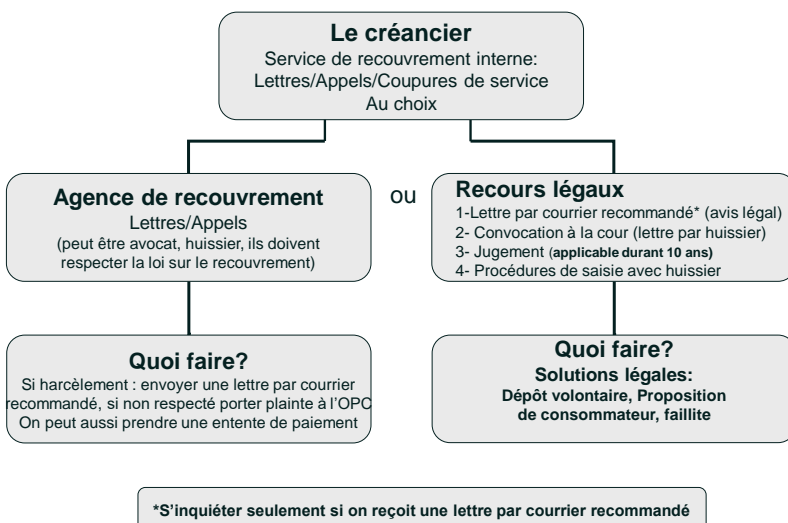 Le créancier
Service de recouvrement interne:
Lettres/Appels/Coupures de service
Au choix
Agence de recouvrement
Lettres/Appels
(peut être avocat, huissier, ils doivent
respecter la loi sur le recouvrement)
ou
Recours légaux
1-Lettre par courrier recommandé* (avis légal)
2- Convocation à la cour (lettre par huissier)
3- Jugement (applicable durant 10 ans)
4- Procédures de saisie avec huissier
Quoi faire?
Si harcèlement : envoyer une lettre par courrier
recommandé, si non respecté porter plainte à l'OPC
On peut aussi prendre une entente de paiement
Quoi faire?
Solutions légales:
Dépôt volontaire, Proposition
de consommateur, faillite
*S'inquiéter seulement si on reçoit une lettre par courrier recommandé